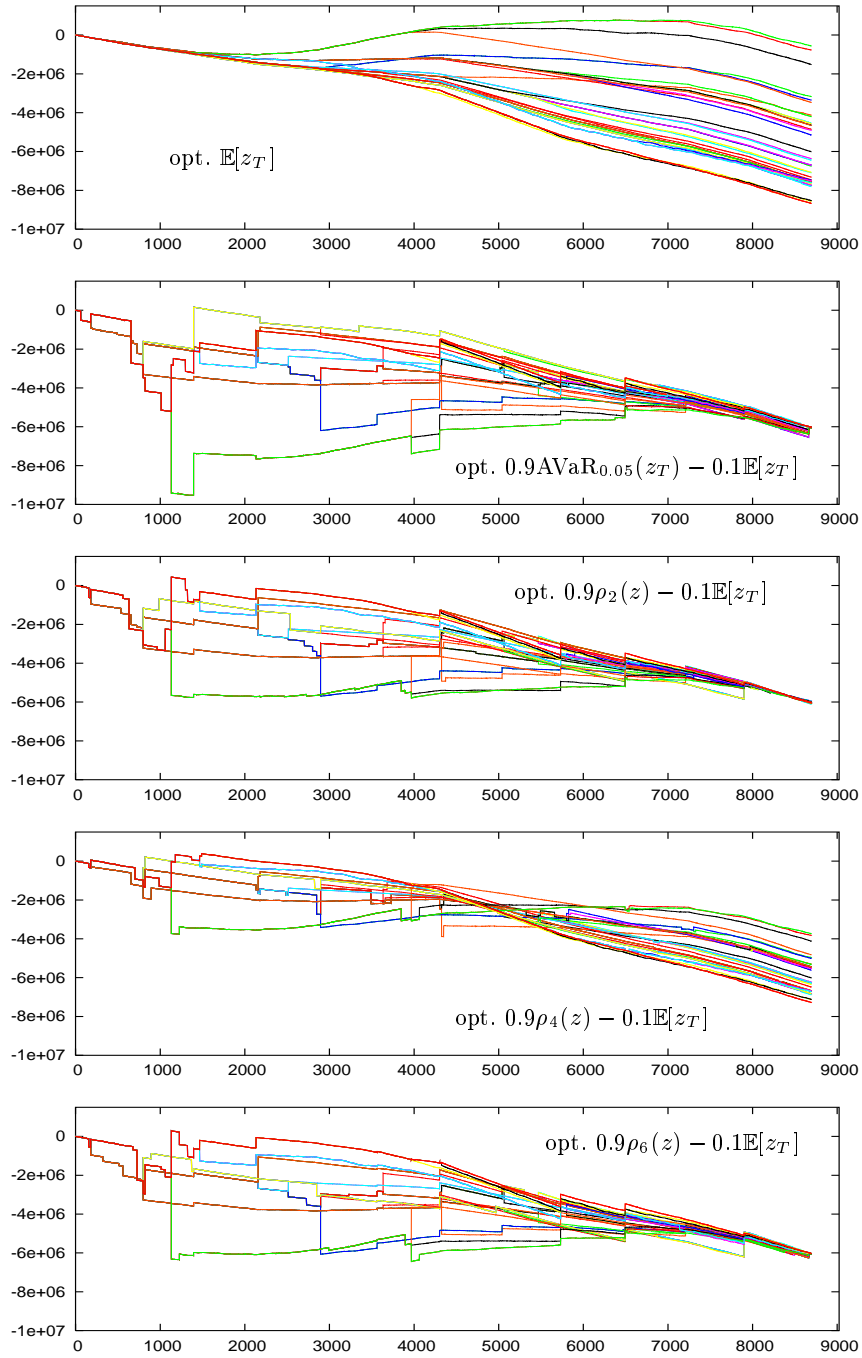 0
-2e+06
-4e+06
-6e+06
-8e+06
-1e+07
opt. 𝔼[z_T]
0 1000 2000 3000 4000 5000 6000 7000 8000 9000
0
-2e+06
-4e+06
-6e+06
-8e+06
-1e+07
opt. 0.9AVaR_{0.05}(z_T) − 0.1𝔼[z_T]
0 1000 2000 3000 4000 5000 6000 7000 8000 9000
opt. 0.9ρ_2(z) − 0.1𝔼[z_T]
0
-2e+06
-4e+06
-6e+06
-8e+06
-1e+07
0 1000 2000 3000 4000 5000 6000 7000 8000 9000
0
-2e+06
-4e+06
-6e+06
-8e+06
-1e+07
opt. 0.9ρ_4(z) − 0.1𝔼[z_T]
0 1000 2000 3000 4000 5000 6000 7000 8000 9000
opt. 0.9ρ_6(z) − 0.1𝔼[z_T]
0
-2e+06
-4e+06
-6e+06
-8e+06
-1e+07
0 1000 2000 3000 4000 5000 6000 7000 8000 9000